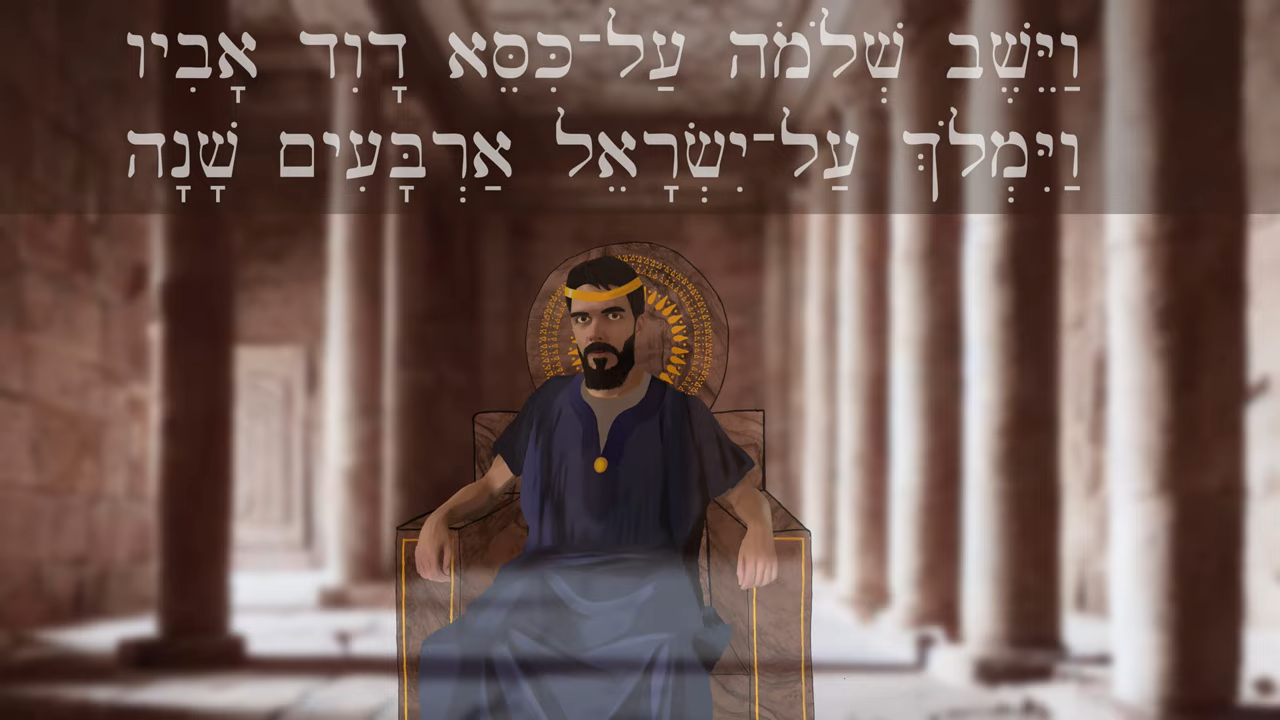 וַיֵּשֶׁב שְׁלֹמֹה עַל־כִּסֵּא דָוִד אָבִיו
וַיִּמְלֹךְ עַל־יִשְׂרָאֵל אַרְבָּעִים שָׁנָה